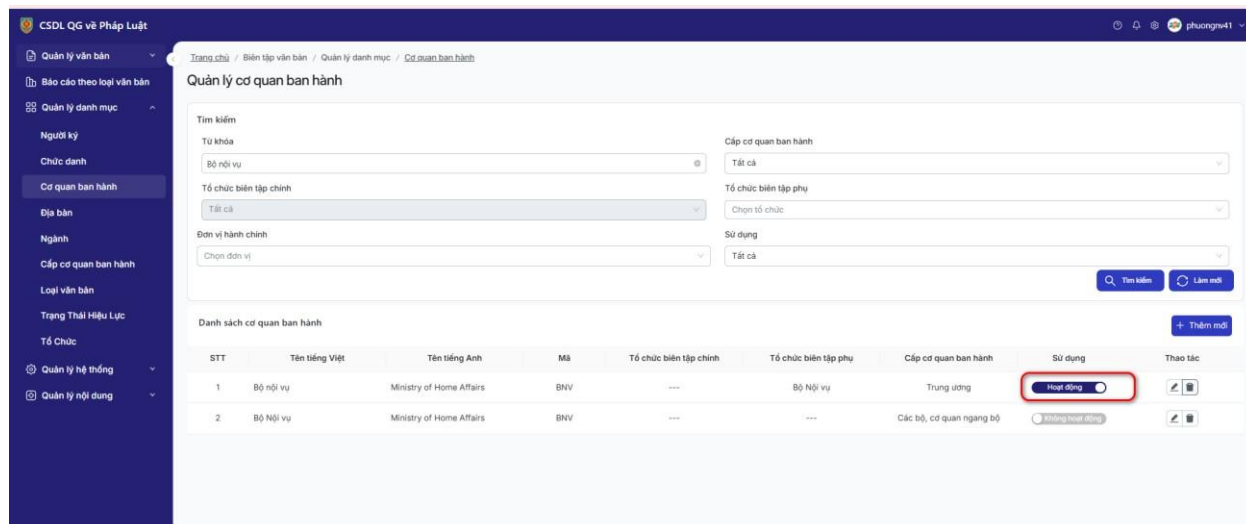 CSDL QG về Pháp Luật
phuongnv41
Quản lý văn bản
Báo cáo theo loại văn bản
Quản lý danh mục
Người ký
Chức danh
Cơ quan ban hành
Địa bàn
Ngành
Cấp cơ quan ban hành
Loại văn bản
Trạng Thái Hiệu Lực
Tổ Chức
Quản lý hệ thống
Quản lý nội dung
Trang chủ / Biên tập văn bản / Quản lý danh mục / Cơ quan ban hành
Quản lý cơ quan ban hành
Tìm kiếm
Từ khóa Cấp cơ quan ban hành
Bộ nội vụ Tất cả
Tổ chức biên tập chính Tổ chức biên tập phụ
Tất cả Chọn tổ chức
Đơn vị hành chính Sử dụng
Chọn đơn vị Tất cả
Tìm kiếm Làm mới
Danh sách cơ quan ban hành + Thêm mới
STT Tên tiếng Việt Tên tiếng Anh Mã Tổ chức biên tập chính Tổ chức biên tập phụ Cấp cơ quan ban hành Sử dụng Thao tác
1 Bộ nội vụ Ministry of Home Affairs BNV --- Bộ Nội vụ Trung ương Hoạt động
2 Bộ Nội vụ Ministry of Home Affairs BNV --- --- Các bộ, cơ quan ngang bộ Không hoạt động